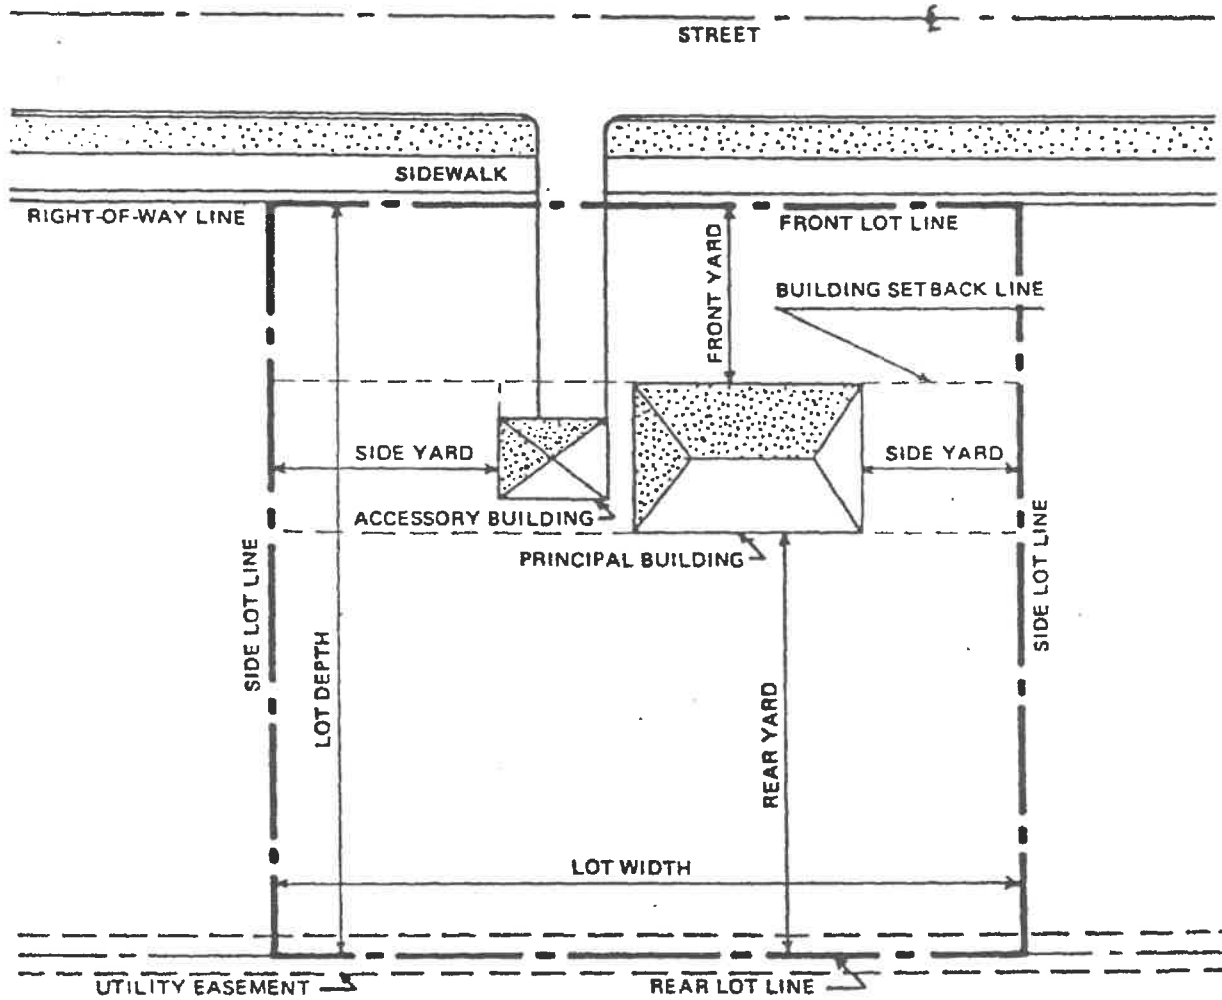 STREET
SIDEWALK
RIGHT-OF-WAY LINE
FRONT LOT LINE
FRONT YARD
BUILDING SETBACK LINE
SIDE YARD
SIDE YARD
ACCESSORY BUILDING
PRINCIPAL BUILDING
SIDE LOT LINE
SIDE LOT LINE
LOT DEPTH
REAR YARD
LOT WIDTH
UTILITY EASEMENT
REAR LOT LINE